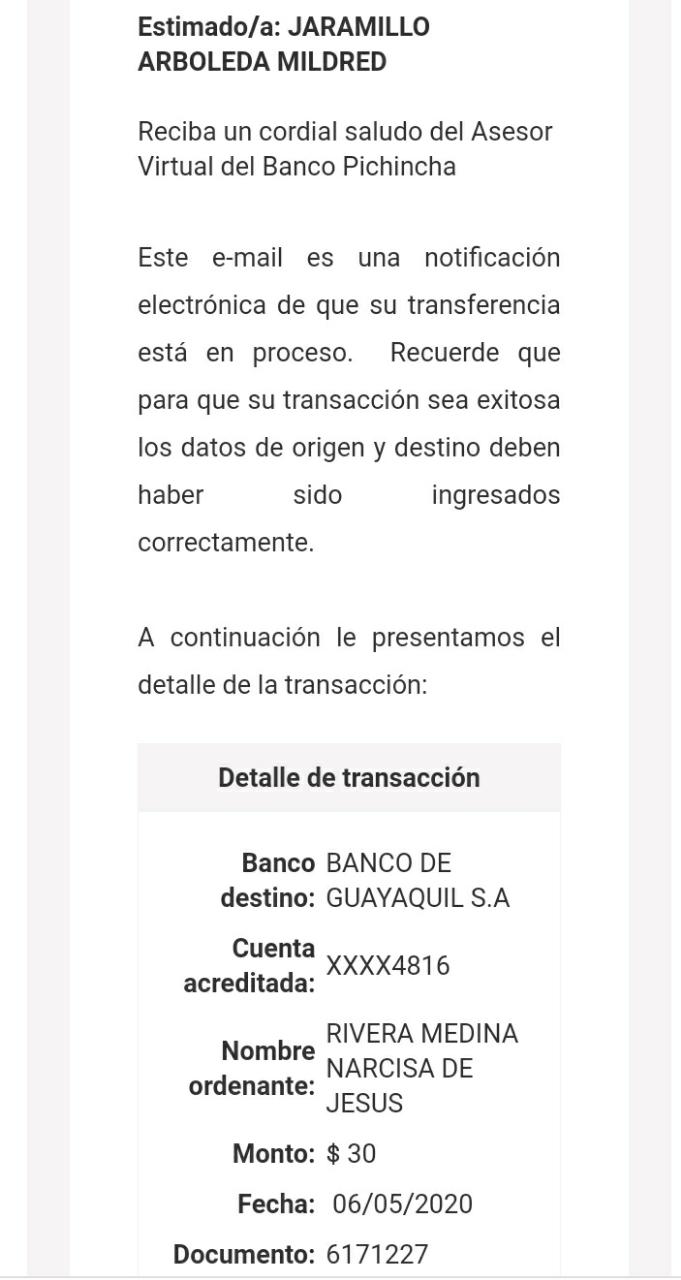 Estimado/a: JARAMILLO
ARBOLEDA MILDRED
Reciba un cordial saludo del Asesor
Virtual del Banco Pichincha
Este e-mail es una notificación
electrónica de que su transferencia
está en proceso. Recuerde que
para que su transacción sea exitosa
los datos de origen y destino deben
haber sido ingresados
correctamente.
A continuación le presentamos el
detalle de la transacción:
Detalle de transacción
Banco destino: BANCO DE
GUAYAQUIL S.A
Cuenta acreditada: XXXX4816
Nombre ordenante: RIVERA MEDINA
NARCISA DE
JESUS
Monto: $ 30
Fecha: 06/05/2020
Documento: 6171227